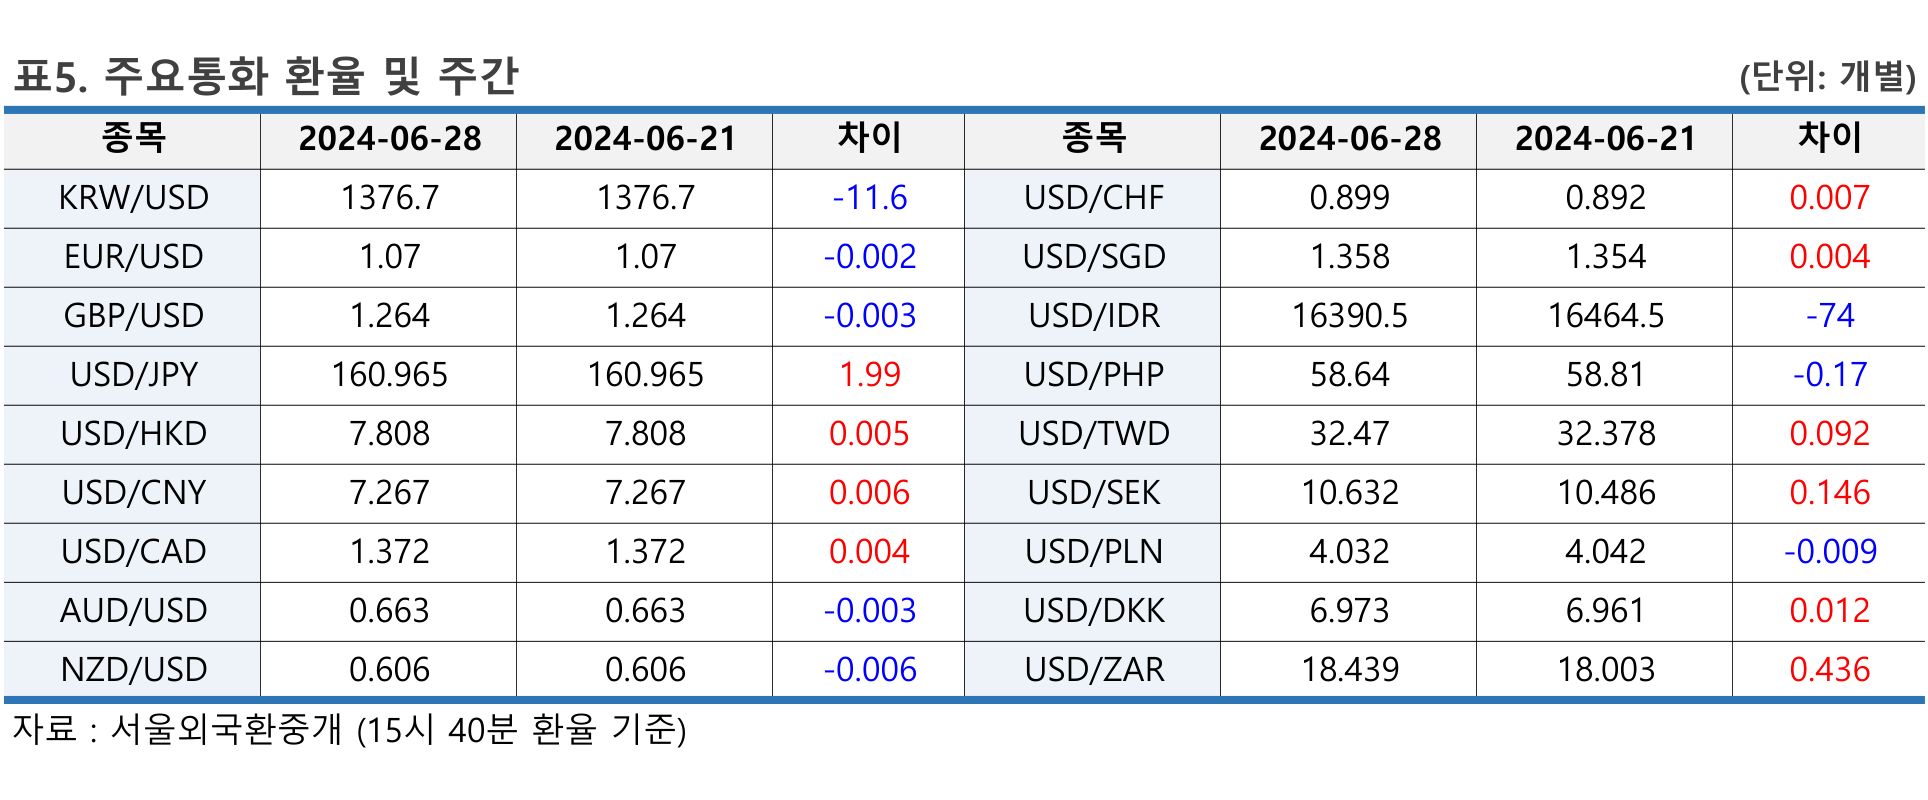 표5. 주요통화 환율 및 주간 (단위: 개별)
종목 2024-06-28 2024-06-21 차이 종목 2024-06-28 2024-06-21 차이
KRW/USD 1376.7 1376.7 -11.6 USD/CHF 0.899 0.892 0.007
EUR/USD 1.07 1.07 -0.002 USD/SGD 1.358 1.354 0.004
GBP/USD 1.264 1.264 -0.003 USD/IDR 16390.5 16464.5 -74
USD/JPY 160.965 160.965 1.99 USD/PHP 58.64 58.81 -0.17
USD/HKD 7.808 7.808 0.005 USD/TWD 32.47 32.378 0.092
USD/CNY 7.267 7.267 0.006 USD/SEK 10.632 10.486 0.146
USD/CAD 1.372 1.372 0.004 USD/PLN 4.032 4.042 -0.009
AUD/USD 0.663 0.663 -0.003 USD/DKK 6.973 6.961 0.012
NZD/USD 0.606 0.606 -0.006 USD/ZAR 18.439 18.003 0.436
자료 : 서울외국환중개 (15시 40분 환율 기준)